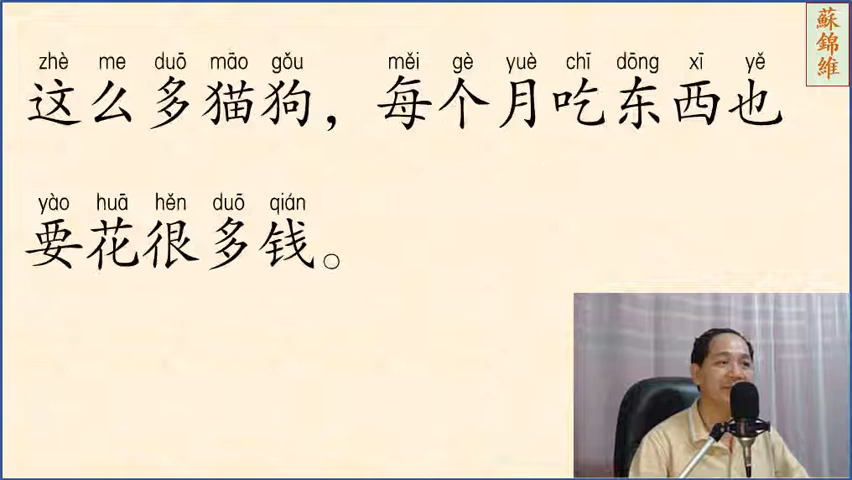 zhè me duō māo gǒu měi gè yuè chī dōng xī yě
这么多猫狗，每个月吃东西也
yào huā hěn duō qián
要花很多钱。
蘇錦維